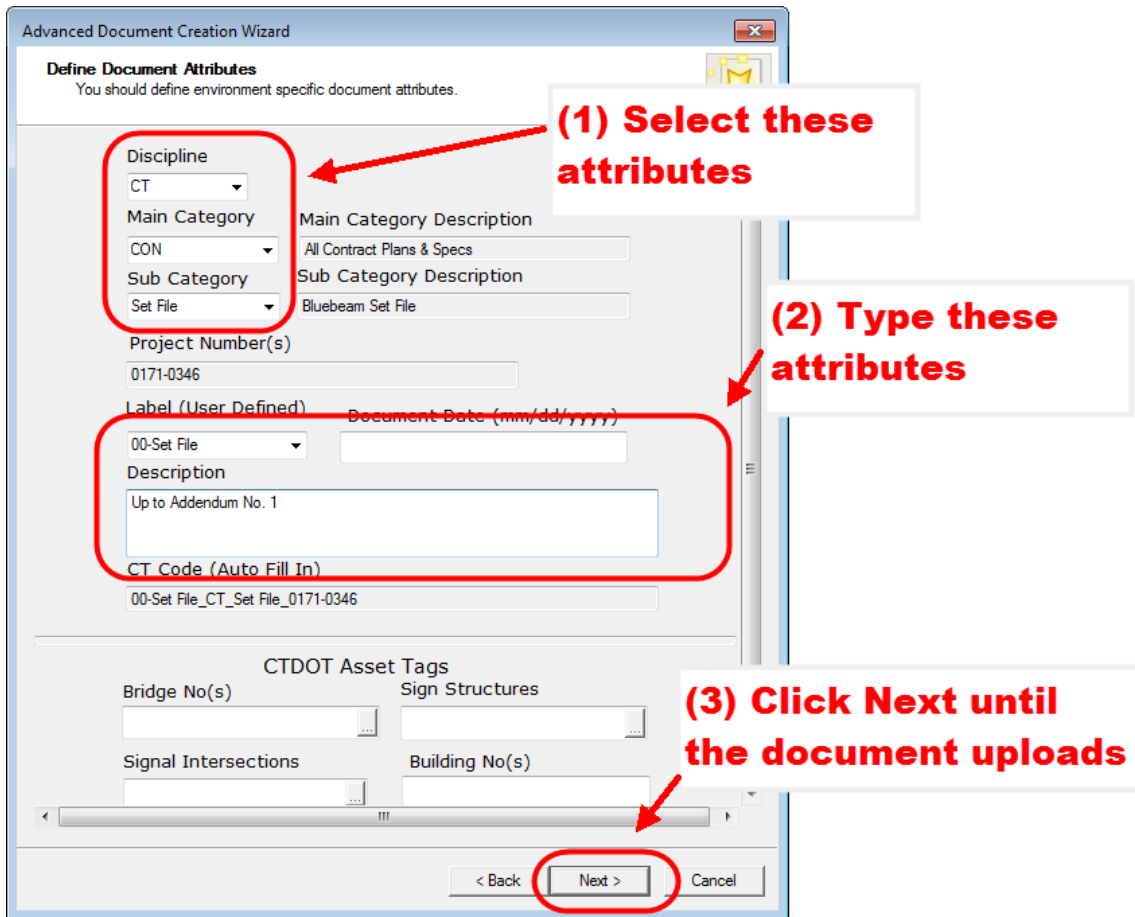 Advanced Document Creation Wizard
Define Document Attributes
You should define environment specific document attributes.
(1) Select these
attributes
Discipline
CT
Main Category
Main Category Description
CON
All Contract Plans & Specs
Sub Category
Sub Category Description
Set File
Bluebeam Set File
(2) Type these
attributes
Project Number(s)
0171-0346
Label (User Defined)
Document Date (mm/dd/yyyy)
00-Set File
Description
Up to Addendum No. 1
CT Code (Auto Fill In)
00-Set File_CT_Set File_0171-0346
CTDOT Asset Tags
Bridge No(s)
Sign Structures
...
...
(3) Click Next until
the document uploads
Signal Intersections
Building No(s)
...
< Back
Next >
Cancel